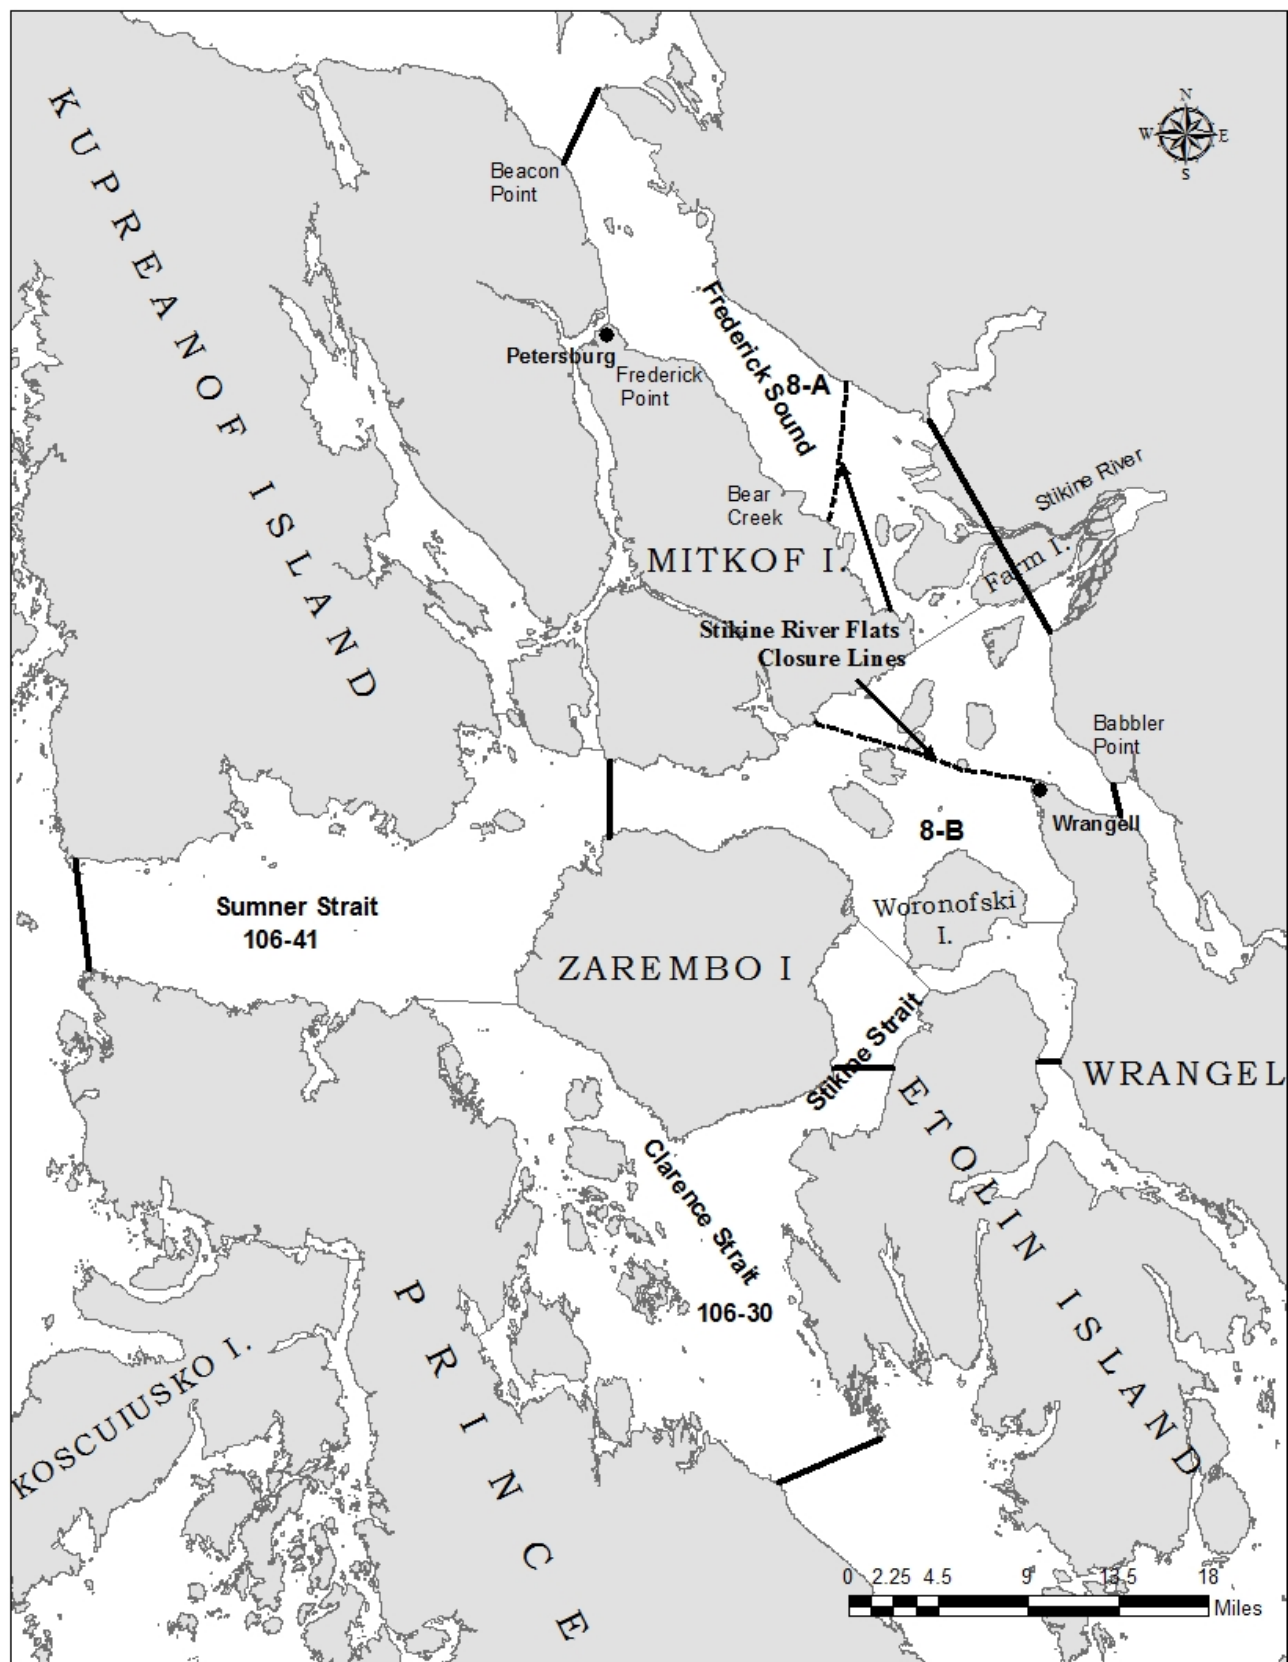 N
W E
S
KUPREANOF ISLAND
Beacon
Point
Frederick Sound
8-A
Petersburg
Frederick
Point
Bear
Creek
Stikine River
Farm I.
MITKOF I.
Stikine River Flats
Closure Lines
Babbler
Point
Wrangell
8-B
Woronofski
I.
Sumner Strait
106-41
ZAREMBO I
Stikine Strait
WRANGEL
ETOLIN ISLAND
Clarence Strait
106-30
PRINCE
KOSCUIUSKO I.
0 2.25 4.5 9 13.5 18
Miles